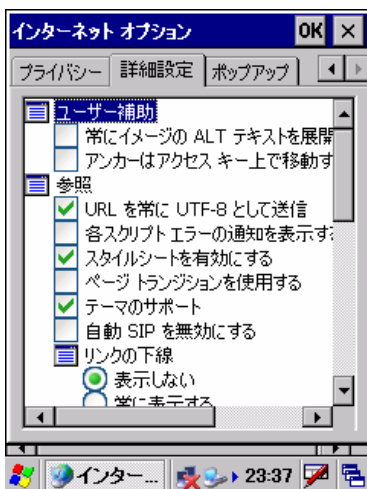 インターネット オプション OK ×
プライバシー 詳細設定 ポップアップ
ユーザー補助
常にイメージの ALT テキストを展開
アンカーはアクセス キー上で移動す
参照
URL を常に UTF-8 として送信
各スクリプト エラーの通知を表示す
スタイルシートを有効にする
ページ トランジションを使用する
テーマのサポート
自動 SIP を無効にする
リンクの下線
表示しない
常に表示する
インター... 23:37